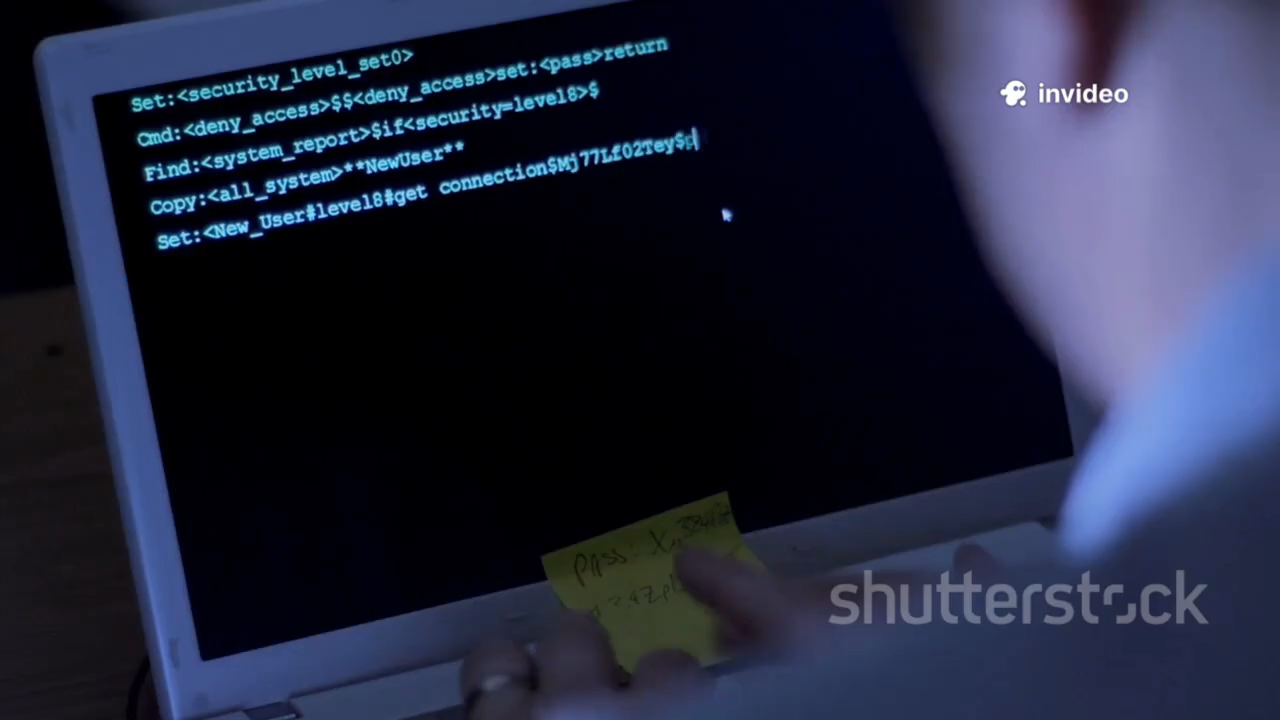 Set:<security_level_set0>
Cmd:<deny_access>$$<deny_access>set:<pass>return
Find:<system_report>$if<security=level8>$
Copy:<all_system>**NewUser**
Set:<New_User#level8#get connection$Mj77Lf02Tey$
invideo
Pass:
shutterstock